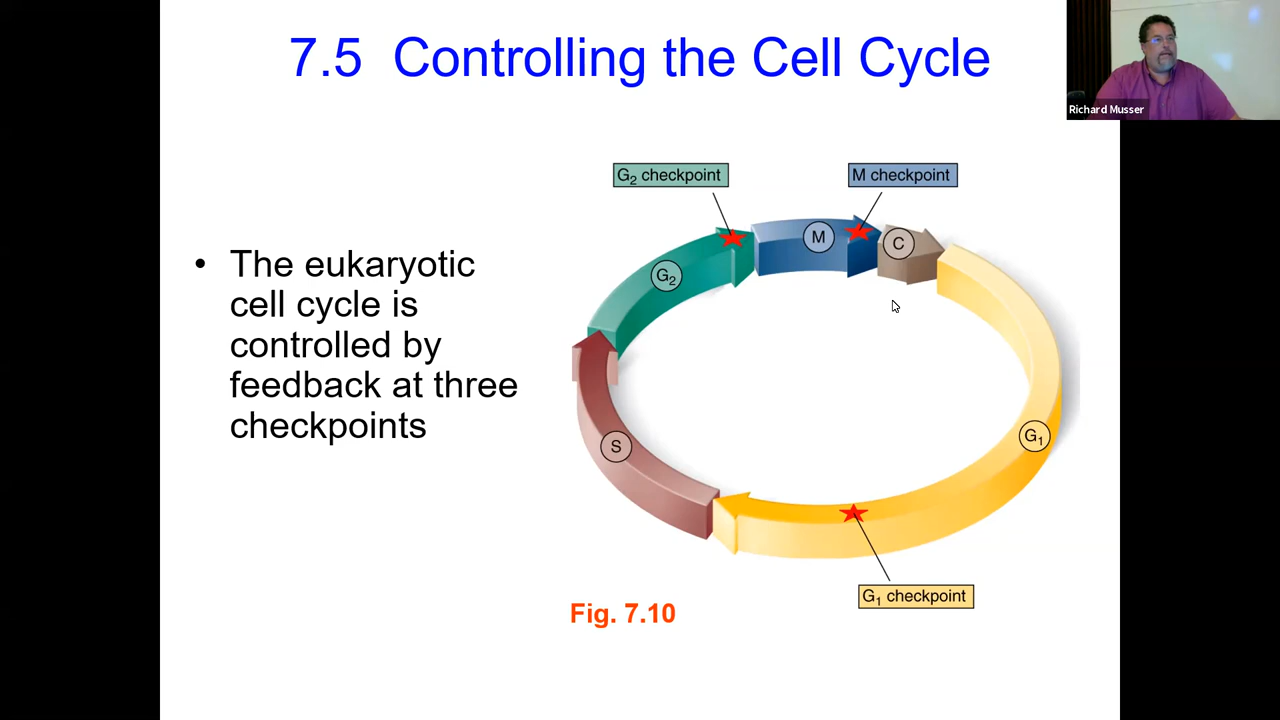 7.5 Controlling the Cell Cycle
Richard Musser
G2 checkpoint
M checkpoint
M
C
G2
• The eukaryotic
cell cycle is
controlled by
feedback at three
checkpoints
G1
S
G1 checkpoint
Fig. 7.10